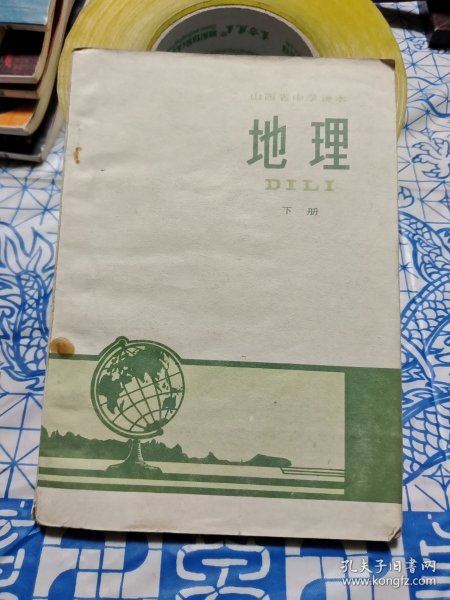 山西省中学课本
地理
DILI
下册
孔夫子旧书网
www.kongfz.com